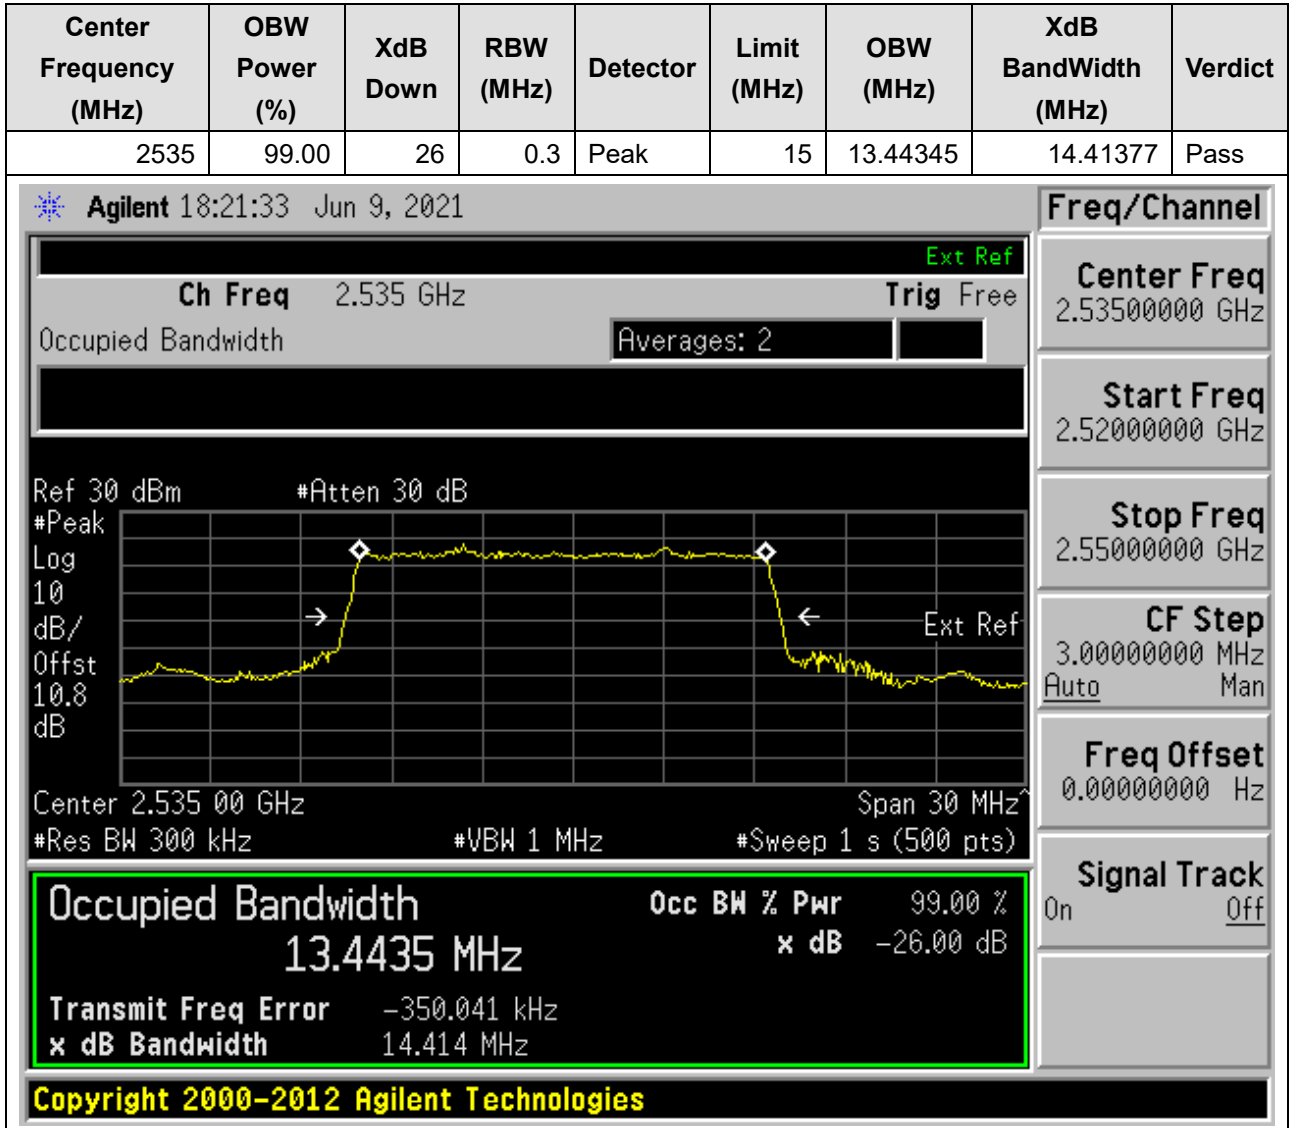 Center Frequency (MHz) OBW Power (%) XdB Down RBW (MHz) Detector Limit (MHz) OBW (MHz) XdB BandWidth (MHz) Verdict
2535 99.00 26 0.3 Peak 15 13.44345 14.41377 Pass
Agilent 18:21:33 Jun 9, 2021
Freq/Channel
Ext Ref
Ch Freq 2.535 GHz Trig Free
Occupied Bandwidth Averages: 2
Ref 30 dBm #Atten 30 dB
#Peak
Log
10
dB/
Offst
10.8
dB
Ext Ref
Center 2.535 00 GHz Span 30 MHz^
#Res BW 300 kHz #VBW 1 MHz #Sweep 1 s (500 pts)
Occupied Bandwidth Occ BW % Pwr 99.00 %
13.4435 MHz x dB -26.00 dB
Transmit Freq Error -350.041 kHz
x dB Bandwidth 14.414 MHz
Center Freq
2.53500000 GHz
Start Freq
2.52000000 GHz
Stop Freq
2.55000000 GHz
CF Step
3.00000000 MHz
Auto Man
Freq Offset
0.00000000 Hz
Signal Track
On Off
Copyright 2000-2012 Agilent Technologies